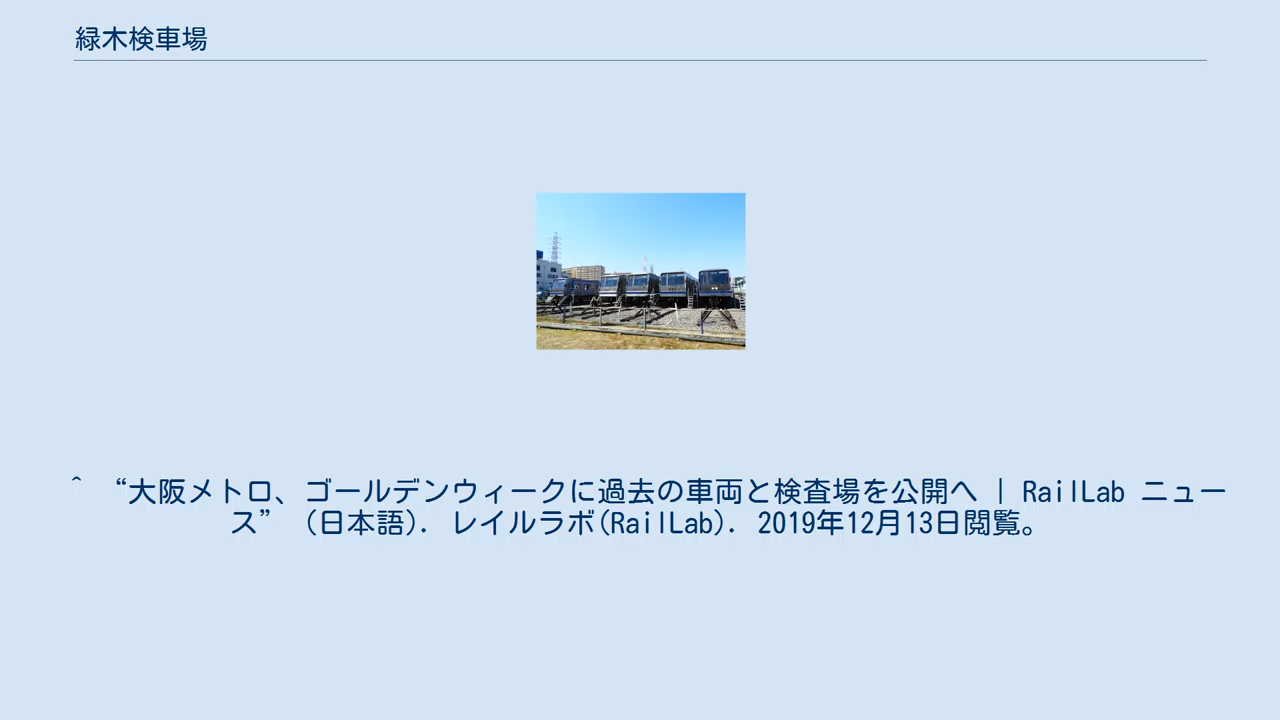 緑木検車場
^ “大阪メトロ、ゴールデンウィークに過去の車両と検査場を公開へ | RailLab ニュー
ス” (日本語). レイルラボ(RailLab). 2019年12月13日閲覧。